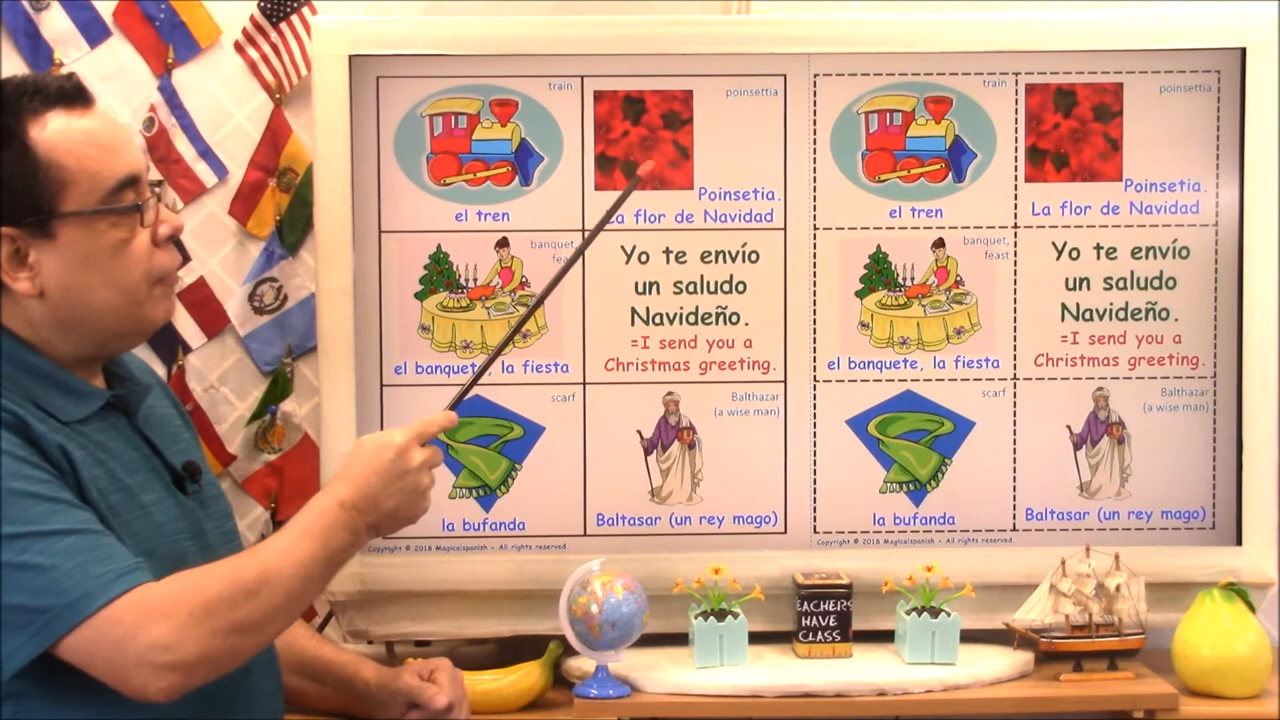 train
el tren
poinsettia
Poinsetia.
La flor de Navidad
banquet,
el banquete, la fiesta
Yo te envío
un saludo
Navideño.
=I send you a
Christmas greeting.
scarf
la bufanda
Balthazar
(a wise man)
Baltasar (un rey mago)
Copyright © 2018 Magicalspanish - All rights reserved.
train
el tren
poinsettia
Poinsetia.
La flor de Navidad
banquet,
feast
el banquete, la fiesta
Yo te envío
un saludo
Navideño.
=I send you a
Christmas greeting.
scarf
la bufanda
Balthazar
(a wise man)
Baltasar (un rey mago)
Copyright © 2018 Magicalspanish - All rights reserved.
EACHERS
HAVE
CLASS